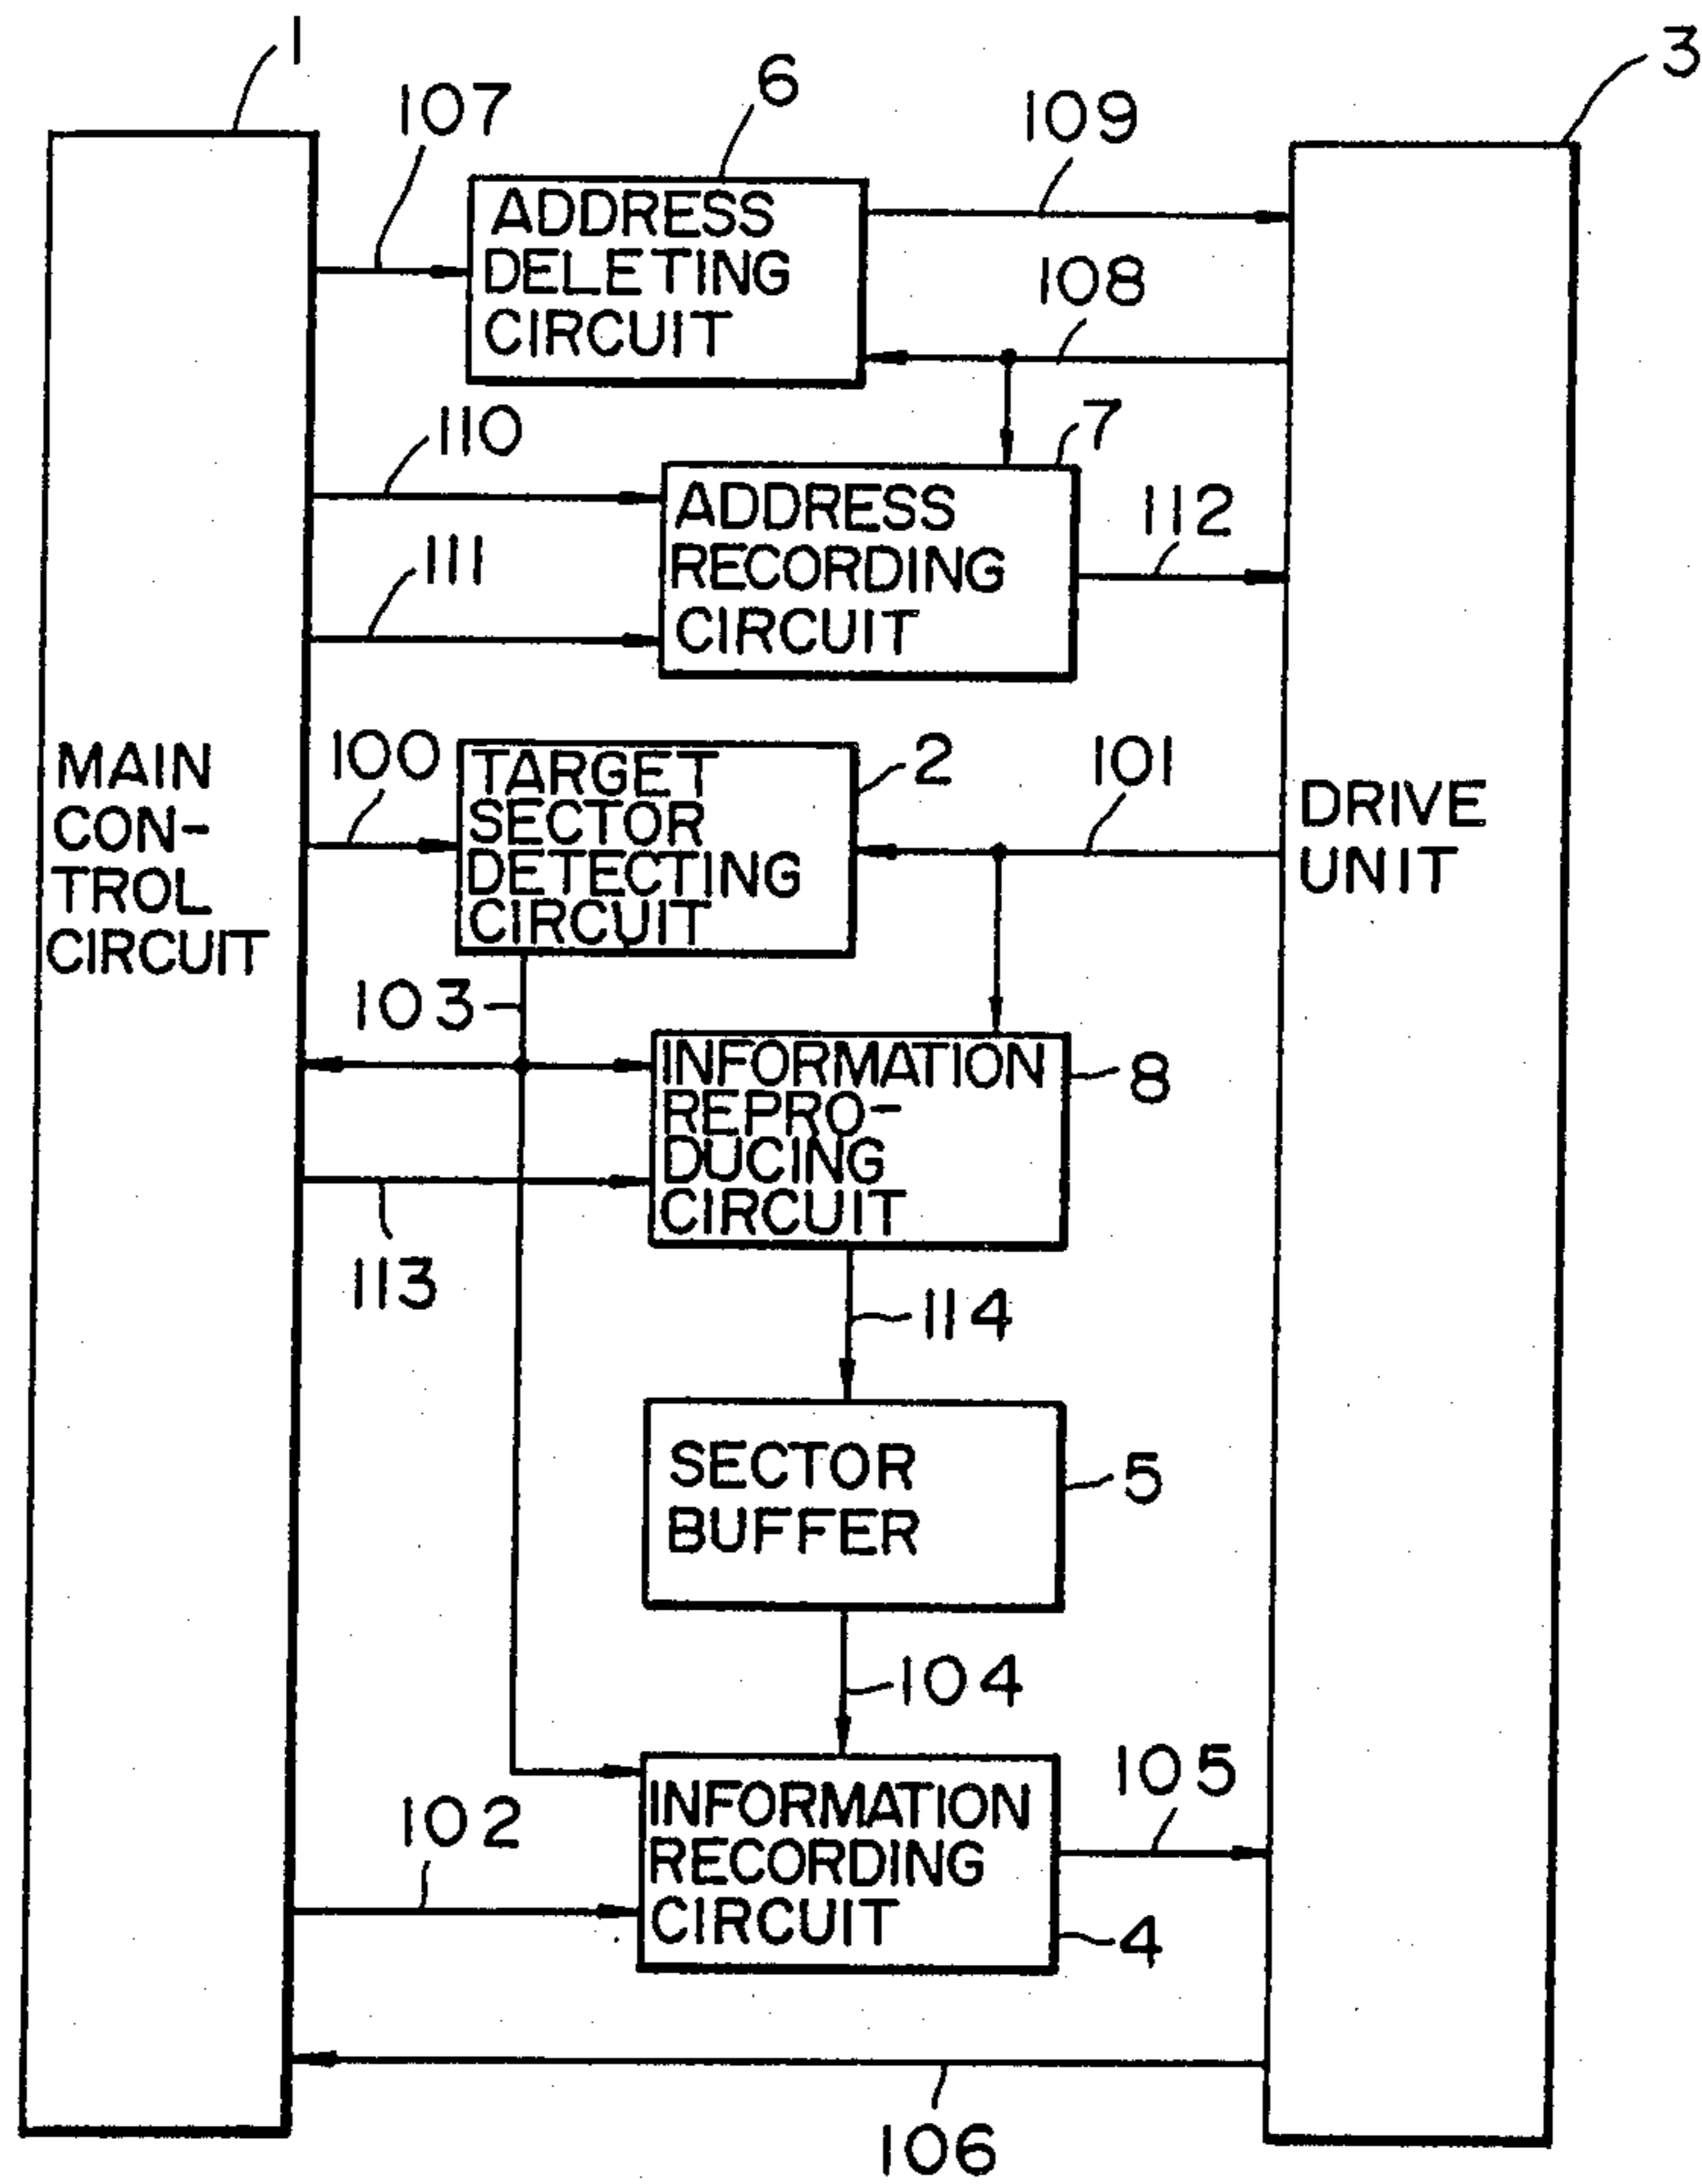 1
3
6
107
109
ADDRESS
DELETING
CIRCUIT
108
110
7
ADDRESS
RECORDING
CIRCUIT
111
112
MAIN
CON-
TROL
CIRCUIT
100
TARGET
SECTOR
DETECTING
CIRCUIT
2
101
DRIVE
UNIT
103
INFORMATION
REPRO-
DUCING
CIRCUIT
8
113
114
SECTOR
BUFFER
5
104
105
INFORMATION
RECORDING
CIRCUIT
102
4
106